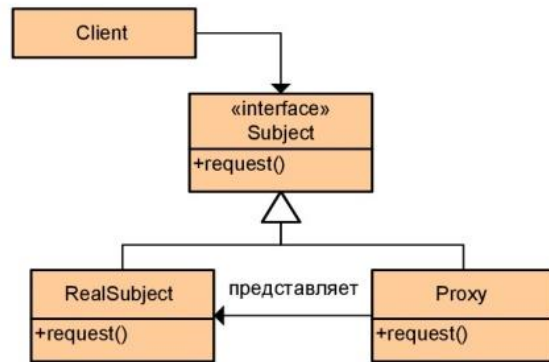 Client
«interface»
Subject
+request()
RealSubject
+request()
представляет
Proxy
+request()